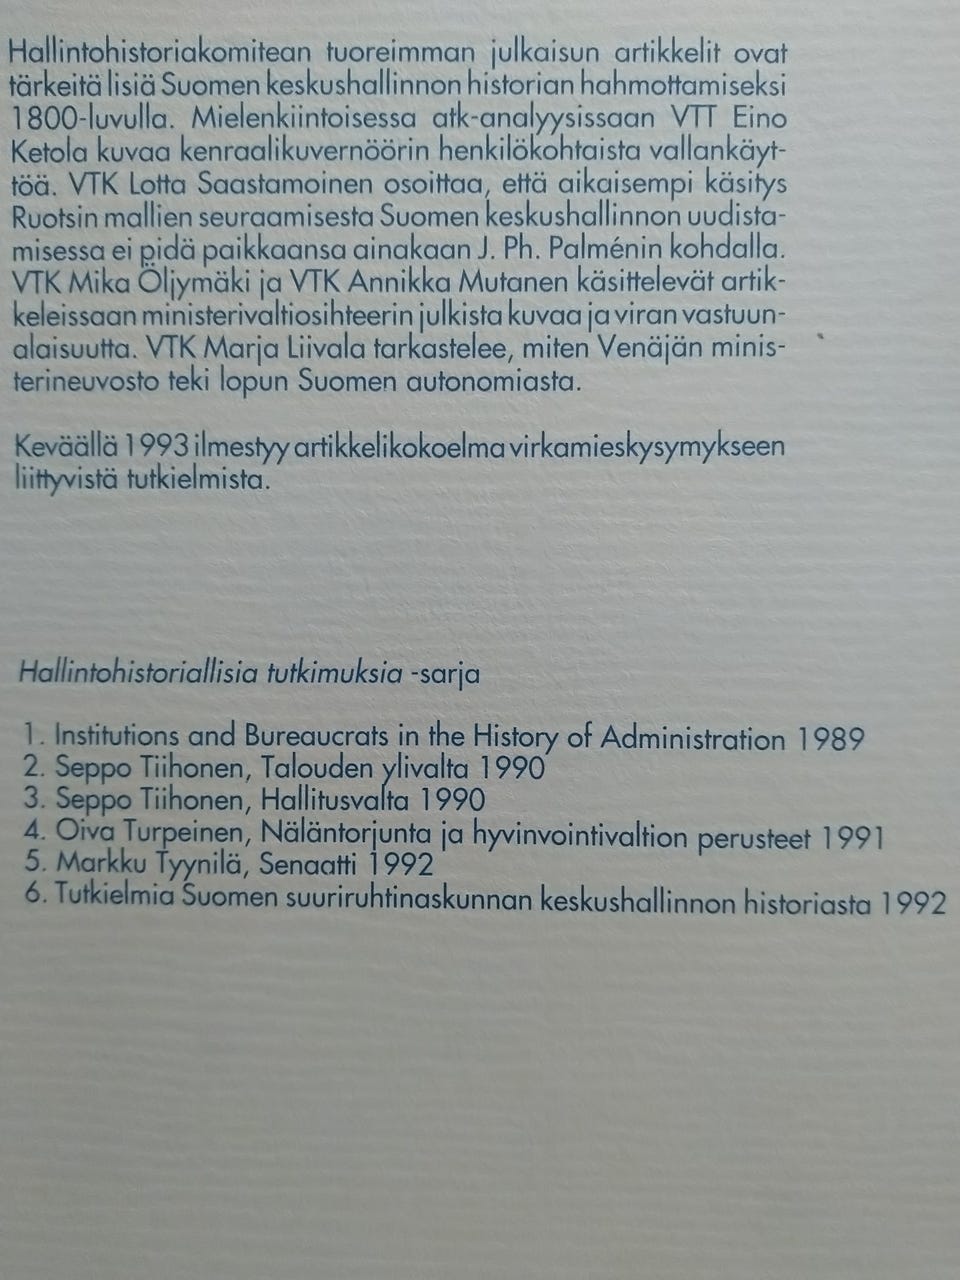 Hallintohistoriakomitean tuoreimman julkaisun artikkelit ovat
tärkeitä lisiä Suomen keskushallinnon historian hahmottamiseksi
1800-luvulla. Mielenkiintoisessa atk-analyysissaan VTT Eino
Ketola kuvaa kenraalikuvernöörin henkilökohtaista vallankäyt-
töä. VTK Lotta Saastamoinen osoittaa, että aikaisempi käsitys
Ruotsin mallien seuraamisesta Suomen keskushallinnon uudista-
misessa ei pidä paikkaansa ainakaan J. Ph. Palménin kohdalla.
VTK Mika Öljymäki ja VTK Annikka Mutanen käsittelevät artik-
keleissaan ministerivaltiosihteerin julkista kuvaa ja viran vastuun-
alaisuutta. VTK Marja Liivala tarkastelee, miten Venäjän minis-
terineuvosto teki lopun Suomen autonomiasta.
Keväällä 1993 ilmestyy artikkelikokoelma virkamieskysymykseen
liittyvistä tutkielmista.
Hallintohistoriallisia tutkimuksia -sarja
1. Institutions and Bureaucrats in the History of Administration 1989
2. Seppo Tiihonen, Talouden ylivalta 1990
3. Seppo Tiihonen, Hallitusvalta 1990
4. Oiva Turpeinen, Näläntorjunta ja hyvinvointivaltion perusteet 1991
5. Markku Tyynilä, Senaatti 1992
6. Tutkielmia Suomen suuriruhtinaskunnan keskushallinnon historiasta 1992